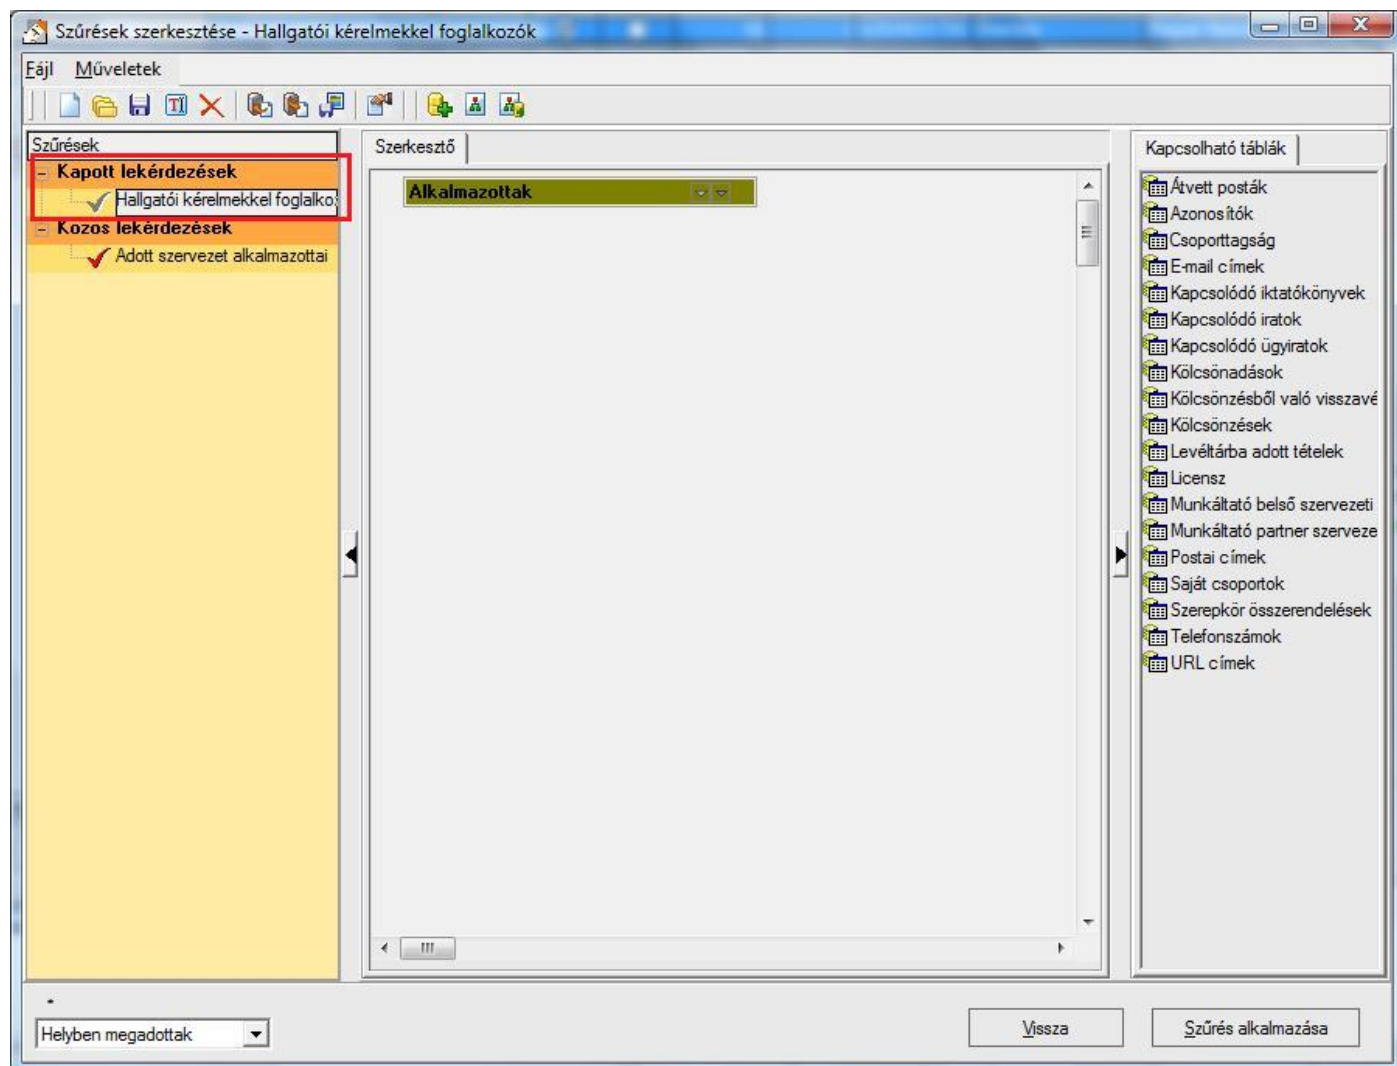 Szűrések szerkesztése - Hallgatói kérelmekkel foglalkozók
Fájl Műveletek
Szűrések
Kapott lekérdezések
Hallgatói kérelmekkel foglalko
Közös lekérdezések
Adott szervezet alkalmazottai
Szerkesztő
Alkalmazottak
Kapcsolható táblák
Átvett posták
Azonosítók
Csoporttagság
E-mail címek
Kapcsolódó iktatókönyvek
Kapcsolódó iratok
Kapcsolódó ügyiratok
Kölcsönadások
Kölcsönzésből való visszavé
Kölcsönzések
Levéltárba adott tételek
Licensz
Munkáltató belső szervezeti
Munkáltató partner szerveze
Postai címek
Saját csoportok
Szerepkör összerendelések
Telefonszámok
URL címek
Helyben megadottak
Vissza
Szűrés alkalmazása